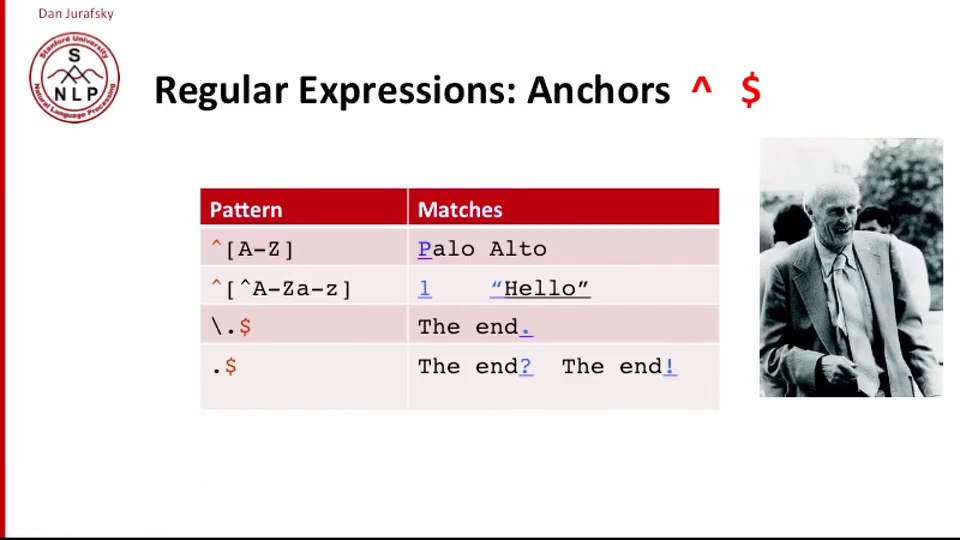 Dan Jurafsky
Stanford University
S
NLP
Natural Language Processing
Regular Expressions: Anchors ^ $
Pattern Matches
^[A-Z] Palo Alto
^[^A-Za-z] 1 “Hello”
\.$ The end.
.$ The end? The end!